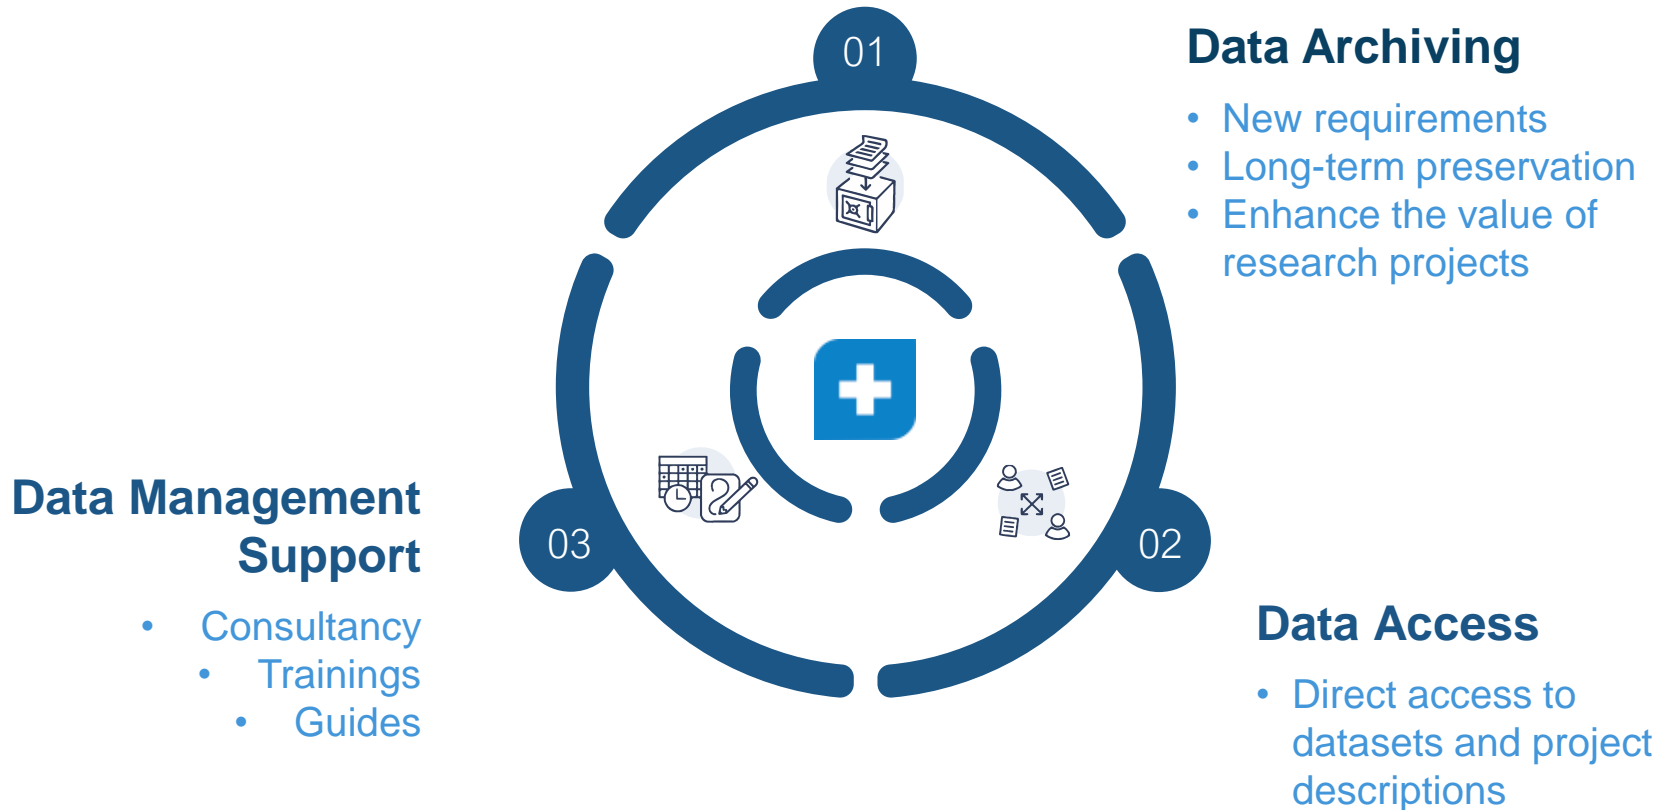 01
Data Archiving
• New requirements
• Long-term preservation
• Enhance the value of
research projects
02
Data Access
• Direct access to
datasets and project
descriptions
03
Data Management
Support
• Consultancy
• Trainings
• Guides